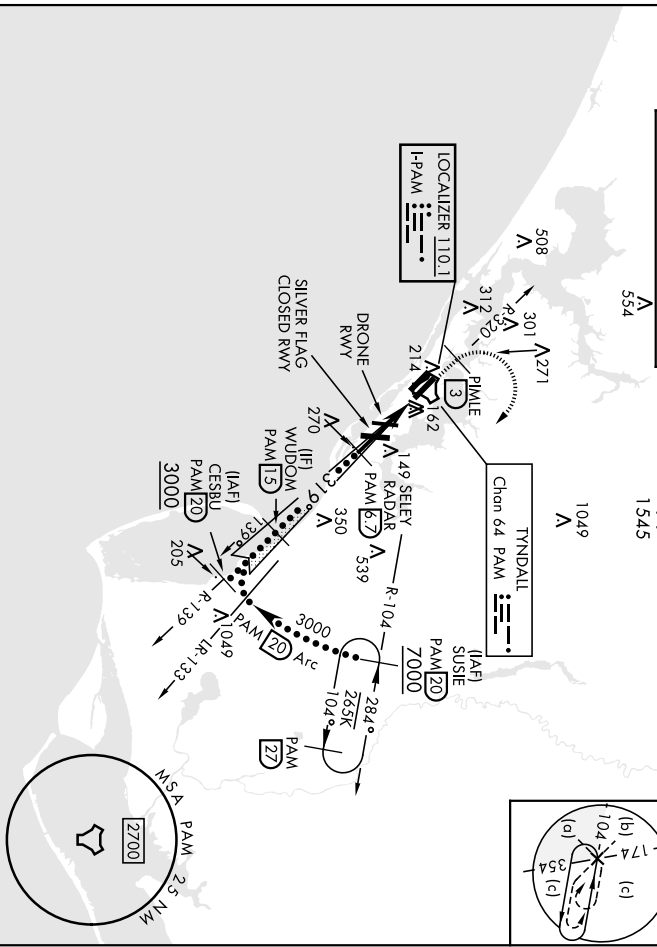 1545
1049
554
508
312
301
R-320
271
214
162
PIMLE
3
LOCALIZER 110.1
I-PAM
TYNDALL
Chan 64 PAM
DRONE
RWY
SILVER FLAG
CLOSED RWY
270
149
SELEY
RADAR
PAM 6.7
539
350
319°
139°
(IF)
WUDOM
PAM 15
(IAF)
CESBU
PAM 20
3000
205
R-139
LR-133
1049
PAM 20 Arc
3000
R-104
(IAF)
SUSIE
PAM 20
7000
284°
265K
104°
PAM
27
MSA PAM 25 NM
2700
(a)
104
(b)
174
354
(c)
(c)